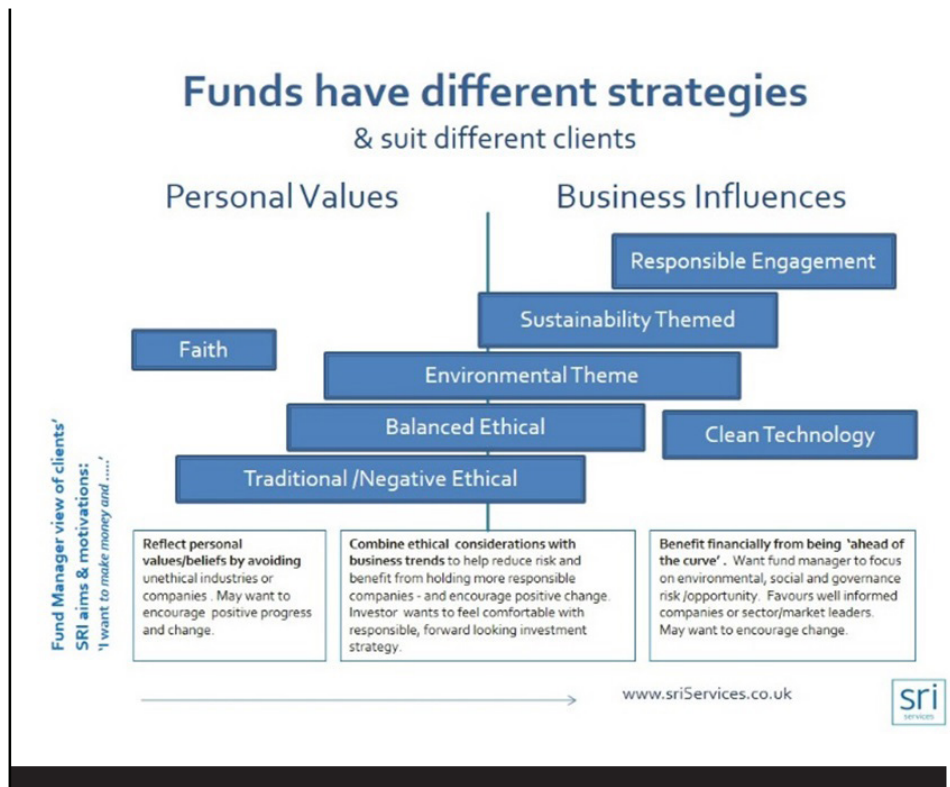 Funds have different strategies
& suit different clients
Personal Values
Business Influences
Responsible Engagement
Sustainability Themed
Faith
Environmental Theme
Balanced Ethical
Clean Technology
Traditional /Negative Ethical
Fund Manager view of clients'
SRI aims & motivations:
'I want to make money and .....'
Reflect personal
values/beliefs by avoiding
unethical industries or
companies . May want to
encourage positive progress
and change.
Combine ethical considerations with
business trends to help reduce risk and
benefit from holding more responsible
companies - and encourage positive change.
Investor wants to feel comfortable with
responsible, forward looking investment
strategy.
Benefit financially from being 'ahead of
the curve' . Want fund manager to focus
on environmental, social and governance
risk /opportunity. Favours well informed
companies or sector/market leaders.
May want to encourage change.
www.sriServices.co.uk
sri
services